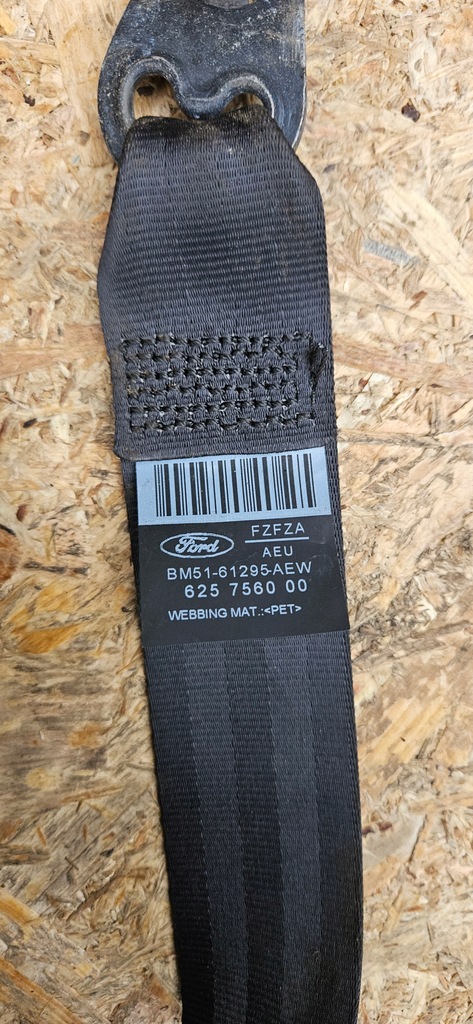 Ford
FZFZA
AEU
BM51-61295-AEW
625 7560 00
WEBBING MAT.:<PET>